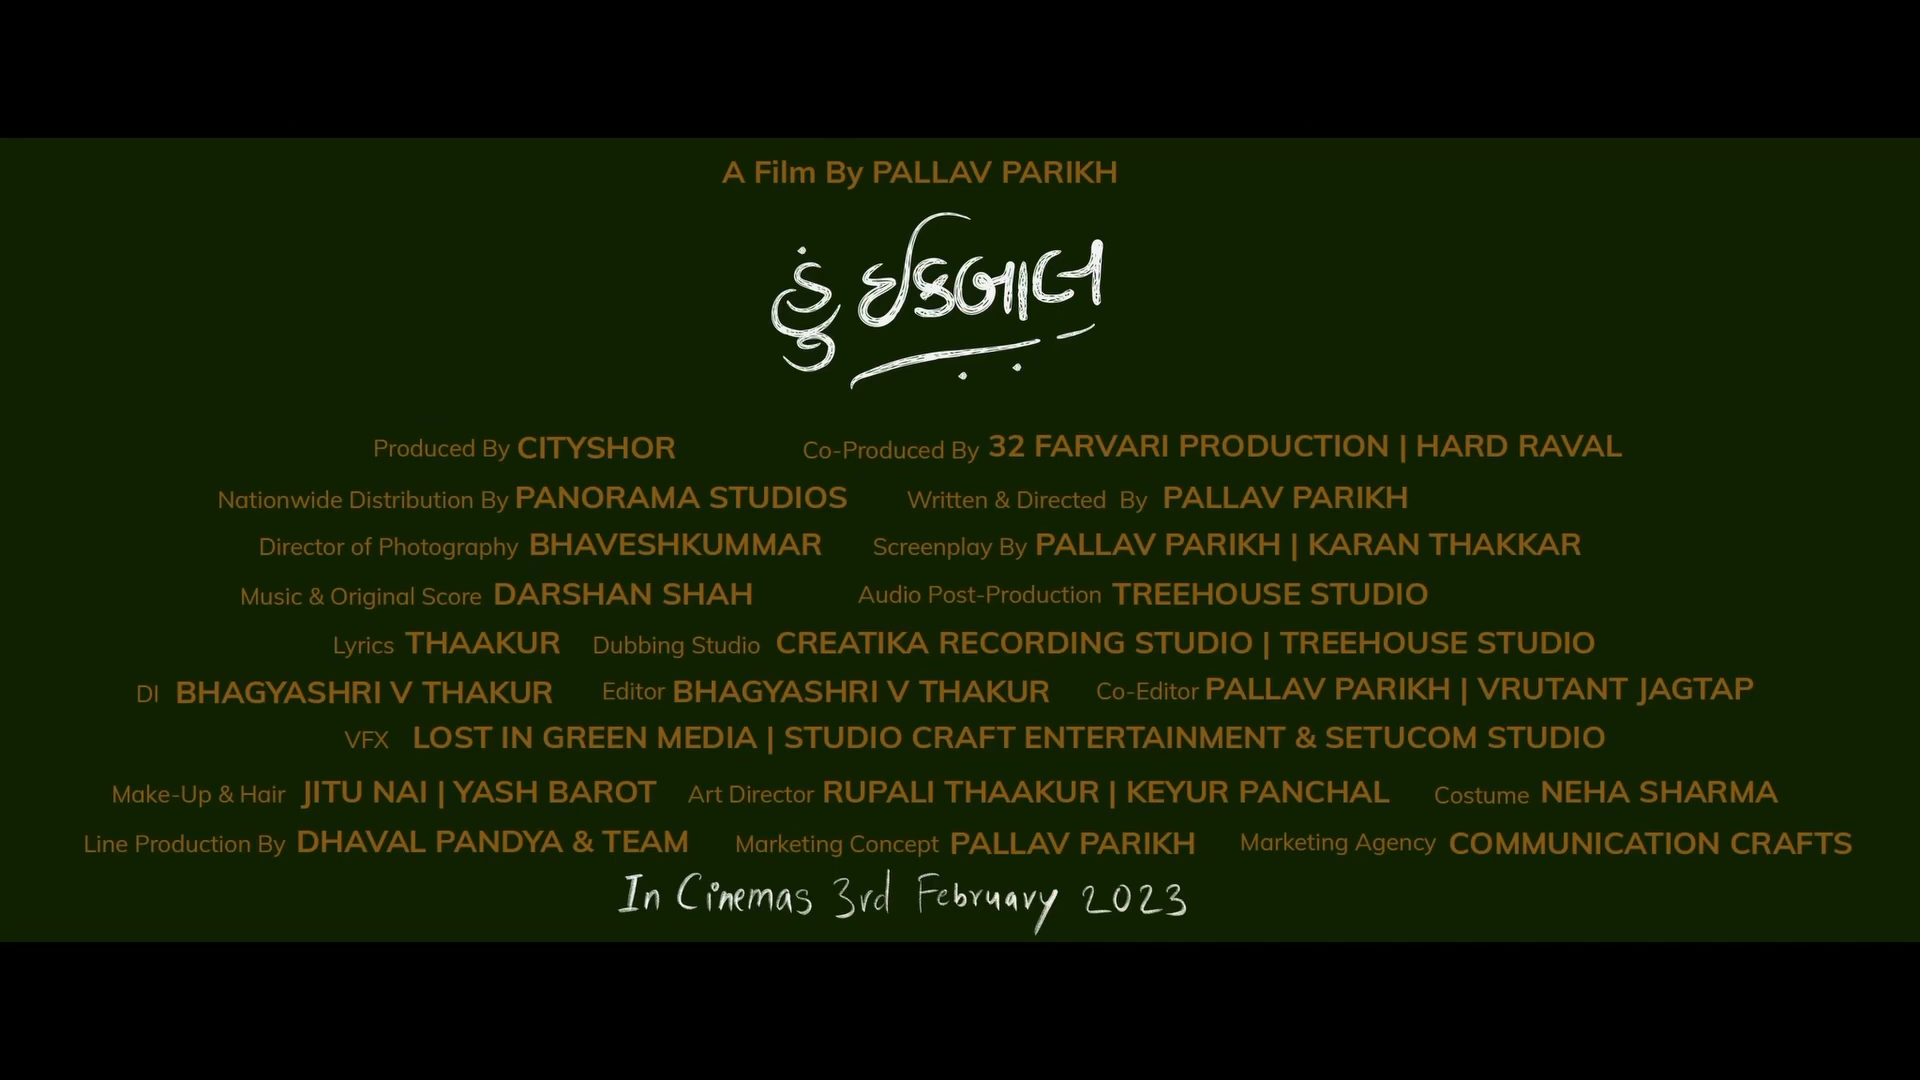 A Film By PALLAV PARIKH
હું ઈકબાલ
Produced By CITYSHOR Co-Produced By 32 FARVARI PRODUCTION | HARD RAVAL
Nationwide Distribution By PANORAMA STUDIOS Written & Directed By PALLAV PARIKH
Director of Photography BHAVESHKUMMAR Screenplay By PALLAV PARIKH | KARAN THAKKAR
Music & Original Score DARSHAN SHAH Audio Post-Production TREEHOUSE STUDIO
Lyrics THAAKUR Dubbing Studio CREATIKA RECORDING STUDIO | TREEHOUSE STUDIO
DI BHAGYASHRI V THAKUR Editor BHAGYASHRI V THAKUR Co-Editor PALLAV PARIKH | VRUTANT JAGTAP
VFX LOST IN GREEN MEDIA | STUDIO CRAFT ENTERTAINMENT & SETUCOM STUDIO
Make-Up & Hair JITU NAI | YASH BAROT Art Director RUPALI THAAKUR | KEYUR PANCHAL Costume NEHA SHARMA
Line Production By DHAVAL PANDYA & TEAM Marketing Concept PALLAV PARIKH Marketing Agency COMMUNICATION CRAFTS
In Cinemas 3rd February 2023